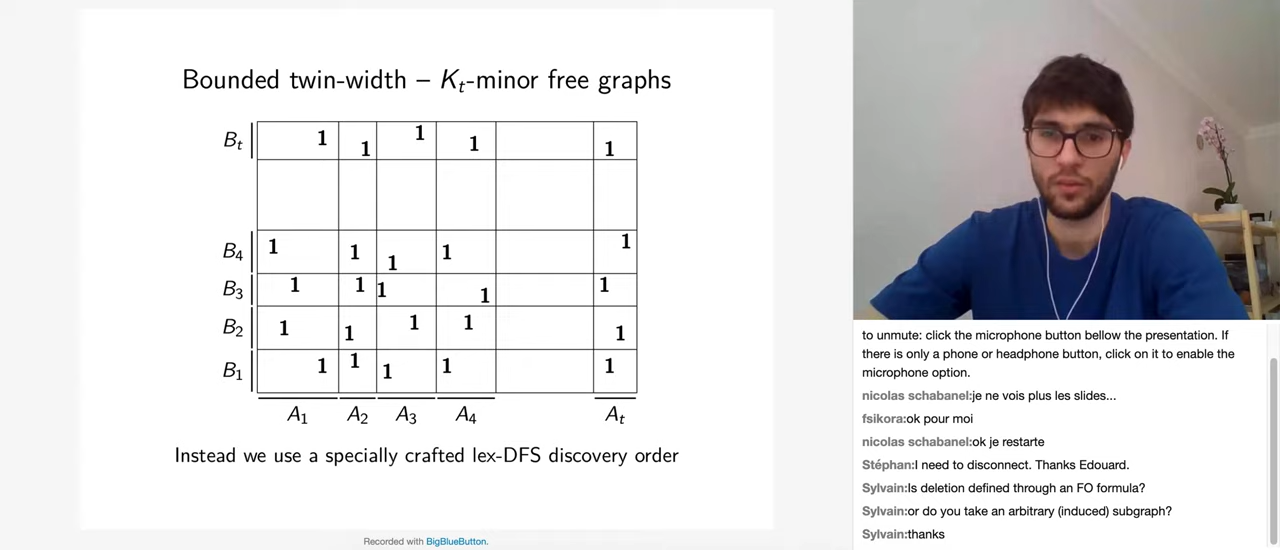 Bounded twin-width – Kt-minor free graphs
Bt 1 1 1 1 1
B4 1 1 1 1 1
B3 1 1 1 1 1
B2 1 1 1 1 1
B1 1 1 1 1 1
A1 A2 A3 A4 At
Instead we use a specially crafted lex-DFS discovery order
Recorded with BigBlueButton.
to unmute: click the microphone button bellow the presentation. If
there is only a phone or headphone button, click on it to enable the
microphone option.
nicolas schabanel:je ne vois plus les slides...
fsikora:ok pour moi
nicolas schabanel:ok je restarte
Stéphan:I need to disconnect. Thanks Edouard.
Sylvain:Is deletion defined through an FO formula?
Sylvain:or do you take an arbitrary (induced) subgraph?
Sylvain:thanks